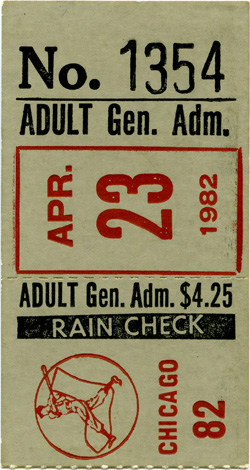 No. 1354
ADULT Gen. Adm.
APR.
23
1982
ADULT Gen. Adm. $4.25
RAIN CHECK
CHICAGO
82